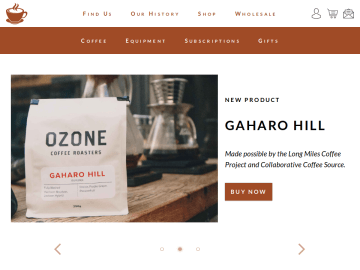 Find Us Our History Shop Wholesale
Coffee Equipment Subscriptions Gifts
NEW PRODUCT
GAHARO HILL
Made possible by the Long Miles Coffee
Project and Collaborative Coffee Source.
BUY NOW
OZONE
COFFEE ROASTERS
GAHARO HILL